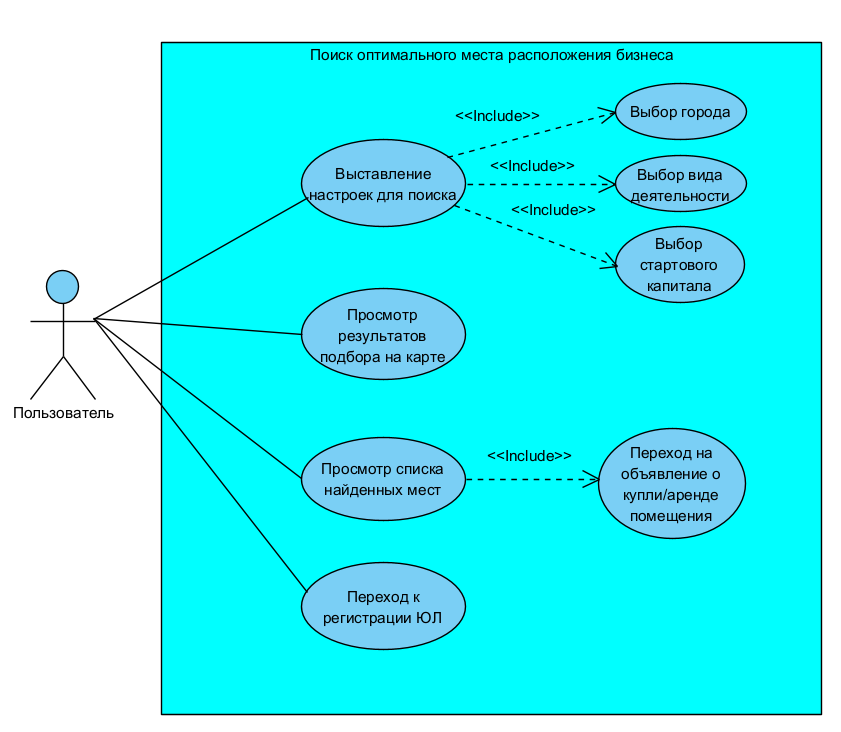 Поиск оптимального места расположения бизнеса
<<Include>>
Выбор города
Выставление
настроек для поиска
<<Include>>
Выбор вида
деятельности
<<Include>>
Выбор
стартового
капитала
Просмотр
результатов
подбора на карте
Пользователь
Просмотр списка
найденных мест
<<Include>>
Переход на
объявление о
купли/аренде
помещения
Переход к
регистрации ЮЛ